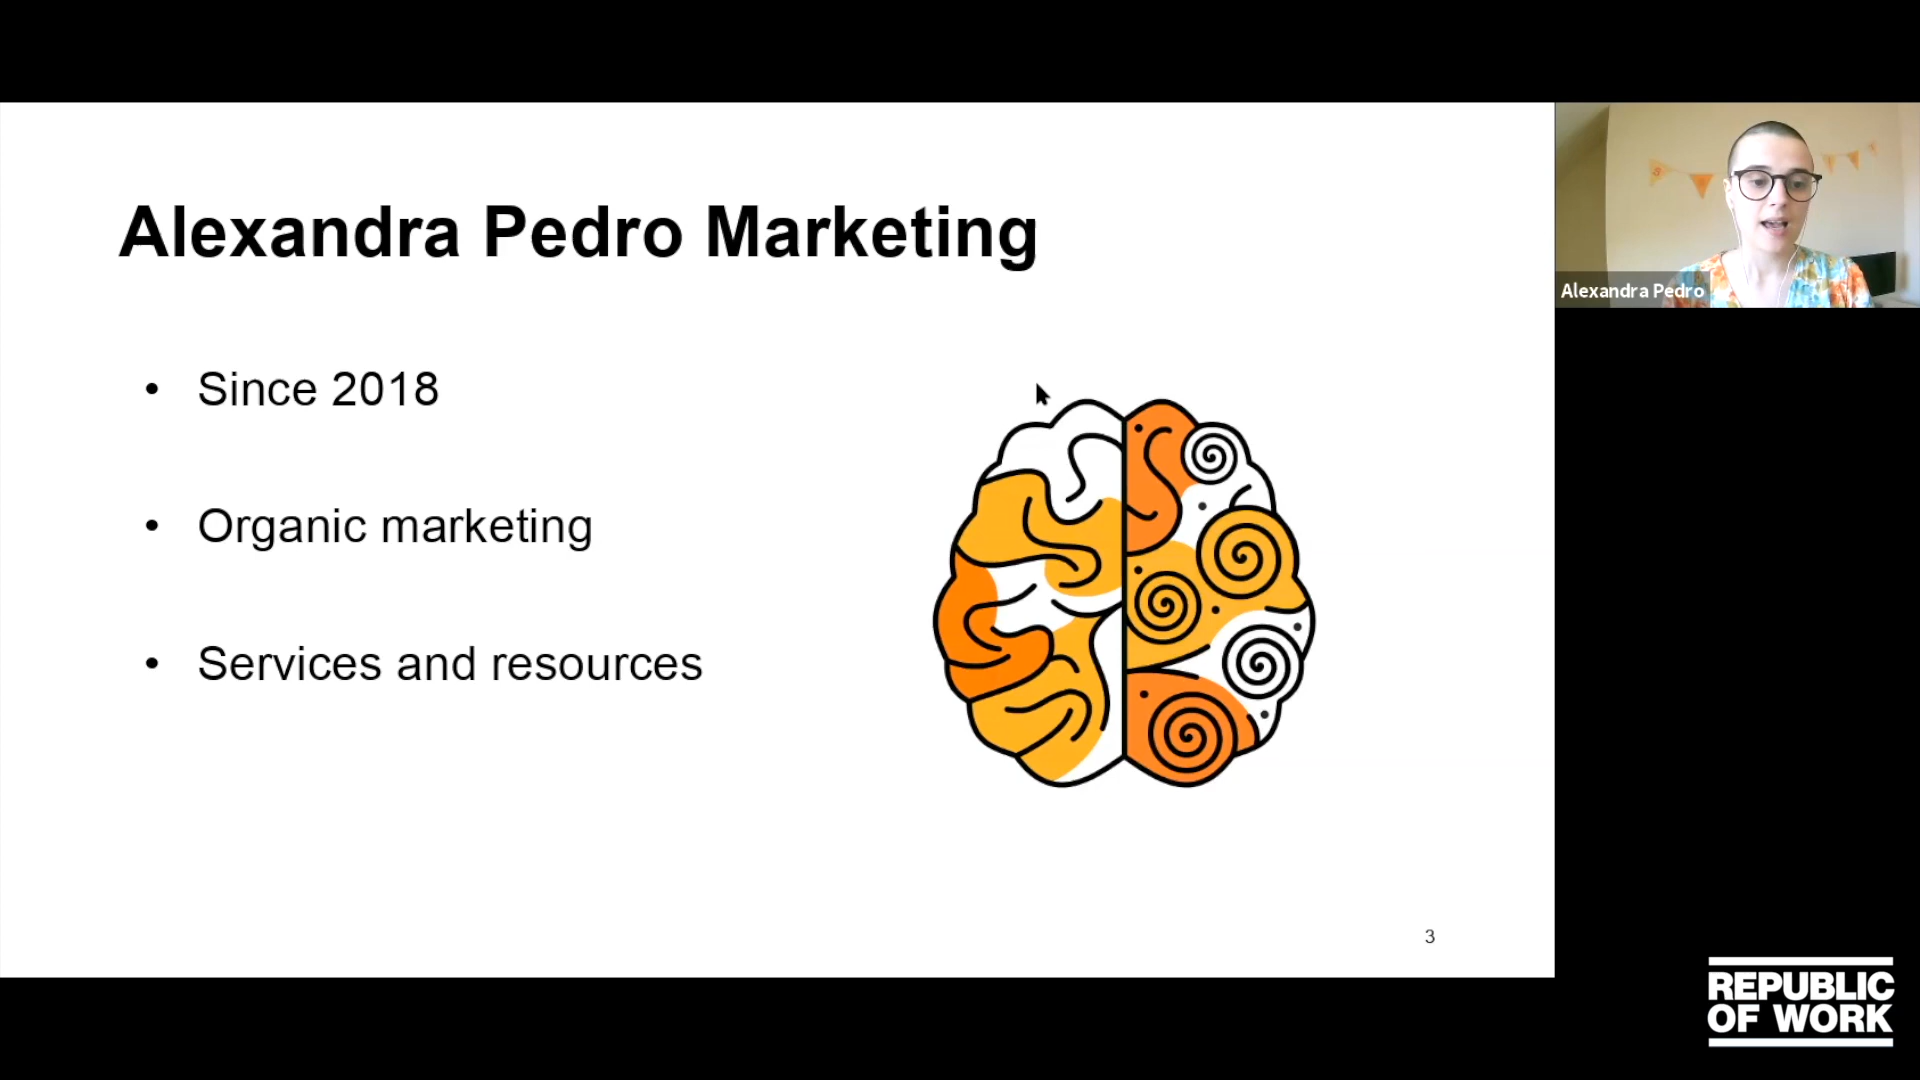 Alexandra Pedro Marketing
• Since 2018
• Organic marketing
• Services and resources
3
Alexandra Pedro
REPUBLIC
OF WORK